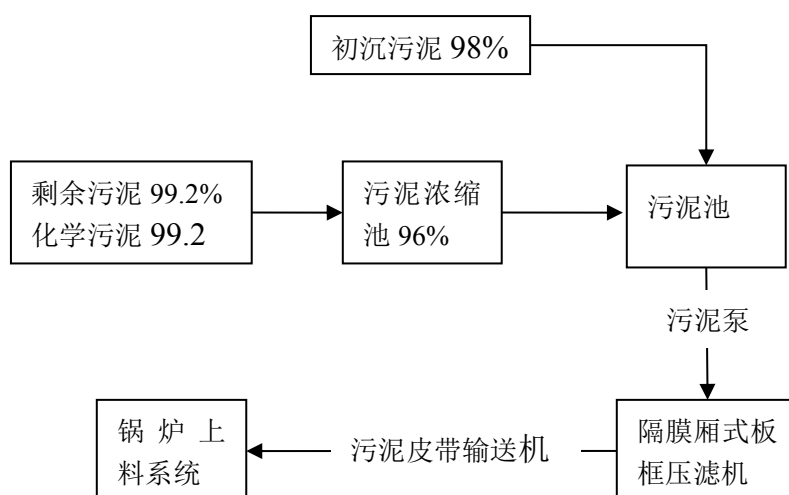 初沉污泥 98%
剩余污泥 99.2%
化学污泥 99.2
污泥浓缩
池 96%
污泥池
污泥泵
锅炉上
料系统
污泥皮带输送机
隔膜厢式板
框压滤机